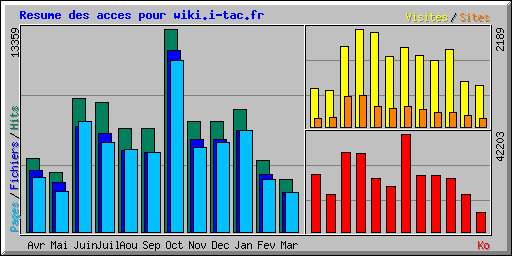 Resume des acces pour wiki.i-tac.fr
Visites/Sites
13359
2189
Pages/Fichiers/Hits
42203
Avr Mai JuinJuilAou Sep Oct Nov Dec Jan Fev Mar
Ko